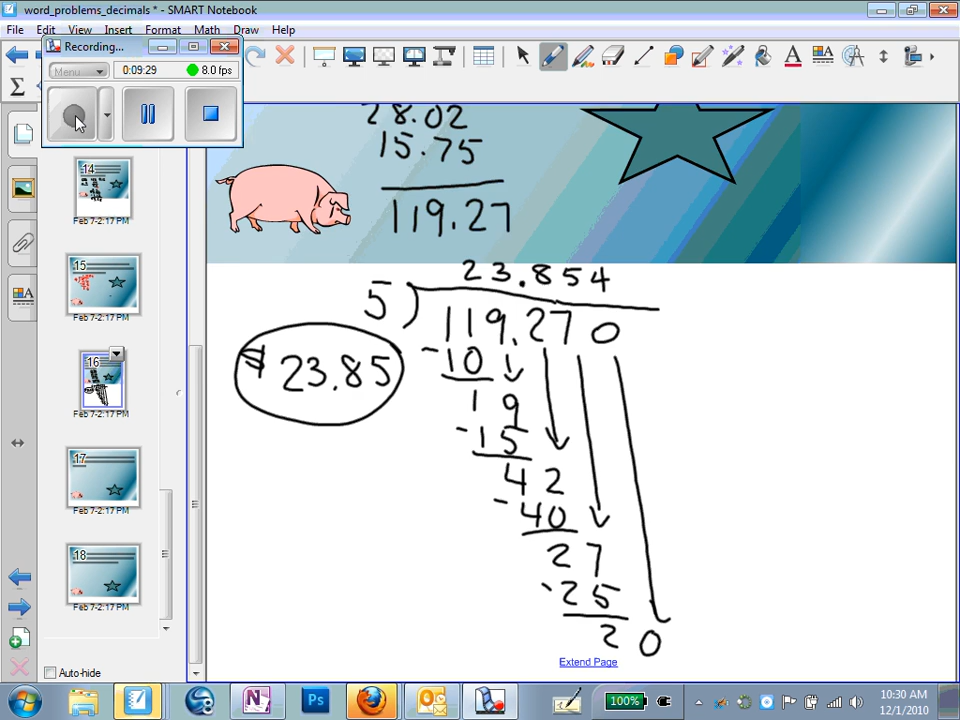 word_problems_decimals * - SMART Notebook
File Edit View Insert Format Math Draw Help
Recording...
Menu 0:09:29 8.0 fps
Σ
14
Feb 7-2:17 PM
15
Feb 7-2:17 PM
16
Feb 7-2:17 PM
17
Feb 7-2:17 PM
18
Feb 7-2:17 PM
Auto-hide
28.02
15.75
119.27
23.854
5)119.270
-10
19
-15
42
-40
27
-25
20
$23.85
Extend Page
Ps
100%
10:30 AM
12/1/2010